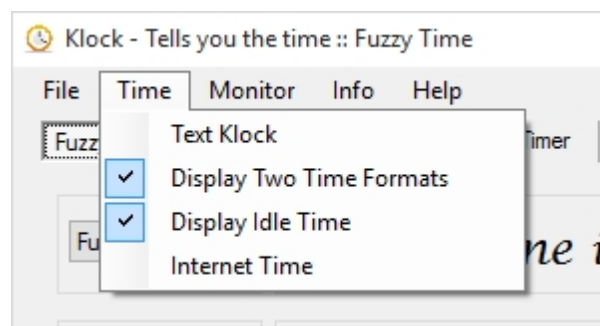 Klock - Tells you the time :: Fuzzy Time
File Time Monitor Info Help
Text Klock
Display Two Time Formats
Display Idle Time
Internet Time